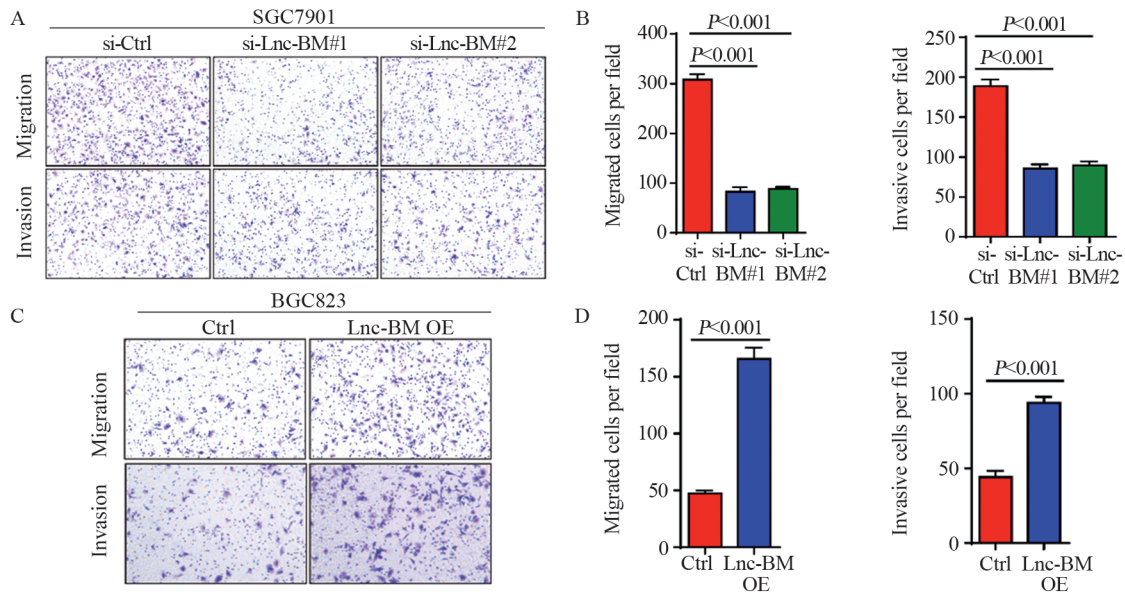 A
SGC7901
si-Ctrl si-Lnc-BM#1 si-Lnc-BM#2
Migration
Invasion
B
Migrated cells per field
400
300
300
100
0
P<0.001
P<0.001
si-Ctrl
si-Lnc-BM#1
si-Lnc-BM#2
Invasive cells per field
250
200
150
100
50
0
P<0.001
P<0.001
si-Ctrl
si-Lnc-BM#1
si-Lnc-BM#2
C
BGC823
Ctrl Lnc-BM OE
Migration
Invasion
D
Migrated cells per field
200
150
100
50
0
P<0.001
Ctrl Lnc-BM
OE
Invasive cells per field
150
100
50
0
P<0.001
Ctrl Lnc-BM
OE